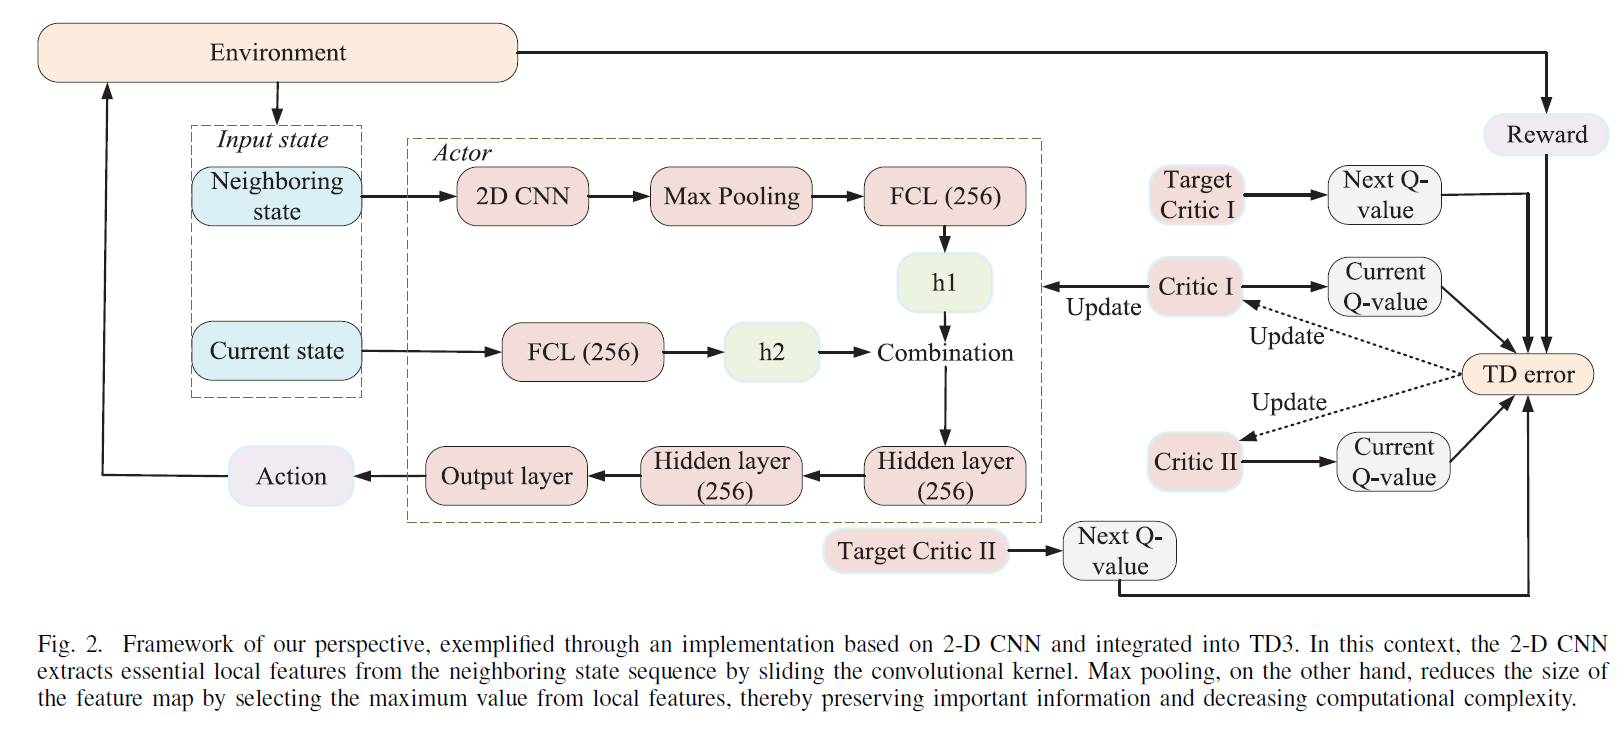 Environment
Input state
Neighboring
state
Current state
Actor
2D CNN
Max Pooling
FCL (256)
h1
FCL (256)
h2
Combination
Hidden layer
(256)
Hidden layer
(256)
Output layer
Action
Reward
Target
Critic I
Next Q-
value
Critic I
Current
Q-value
Update
Update
TD error
Update
Critic II
Current
Q-value
Target Critic II
Next Q-
value
Fig. 2. Framework of our perspective, exemplified through an implementation based on 2-D CNN and integrated into TD3. In this context, the 2-D CNN
extracts essential local features from the neighboring state sequence by sliding the convolutional kernel. Max pooling, on the other hand, reduces the size of
the feature map by selecting the maximum value from local features, thereby preserving important information and decreasing computational complexity.